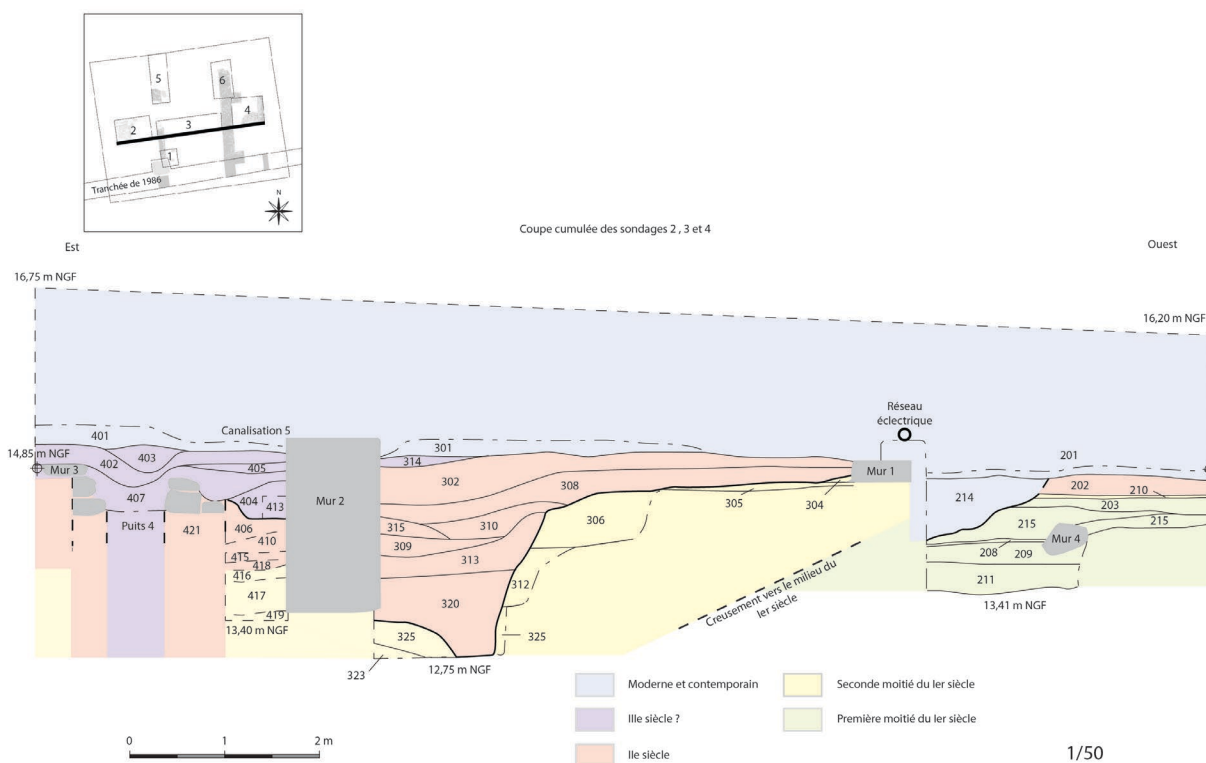 5
6
4
2
3
1
Tranchée de 1986
N
Coupe cumulée des sondages 2 , 3 et 4
Est
Ouest
16,75 m NGF
16,20 m NGF
Réseau
éclectrique
Canalisation 5
401
403
301
14,85 m NGF
402
405
314
201
Mur 3
Mur 1
407
404
413
Mur 2
302
308
305
304
214
202
210
203
Puits 4
421
406
410
315
310
306
215
215
415
418
309
313
208
209
Mur 4
416
417
312
211
320
Creusement vers le milieu du
Ier siècle
419
13,40 m NGF
13,41 m NGF
325
325
323
12,75 m NGF
Moderne et contemporain
Seconde moitié du Ier siècle
IIIe siècle ?
Première moitié du Ier siècle
IIe siècle
0
1
2 m
1/50